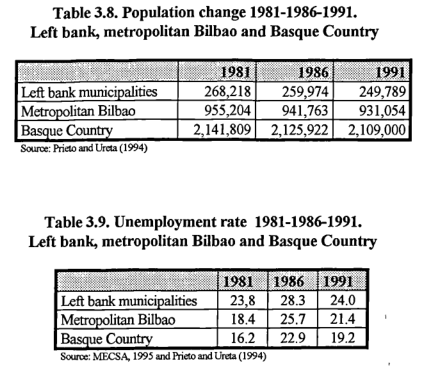 Table 3.8. Population change 1981-1986-1991.
Left bank, metropolitan Bilbao and Basque Country
1981 1986 1991
Left bank municipalities 268,218 259,974 249,789
Metropolitan Bilbao 955,204 941,763 931,054
Basque Country 2,141,809 2,125,922 2,109,000
Source: Prieto and Ureta (1994)
Table 3.9. Unemployment rate 1981-1986-1991.
Left bank, metropolitan Bilbao and Basque Country
1981 1986 1991
Left bank municipalities 23,8 28.3 24.0
Metropolitan Bilbao 18.4 25.7 21.4
Basque Country 16.2 22.9 19.2
Source: MECSA, 1995 and Prieto and Ureta (1994)